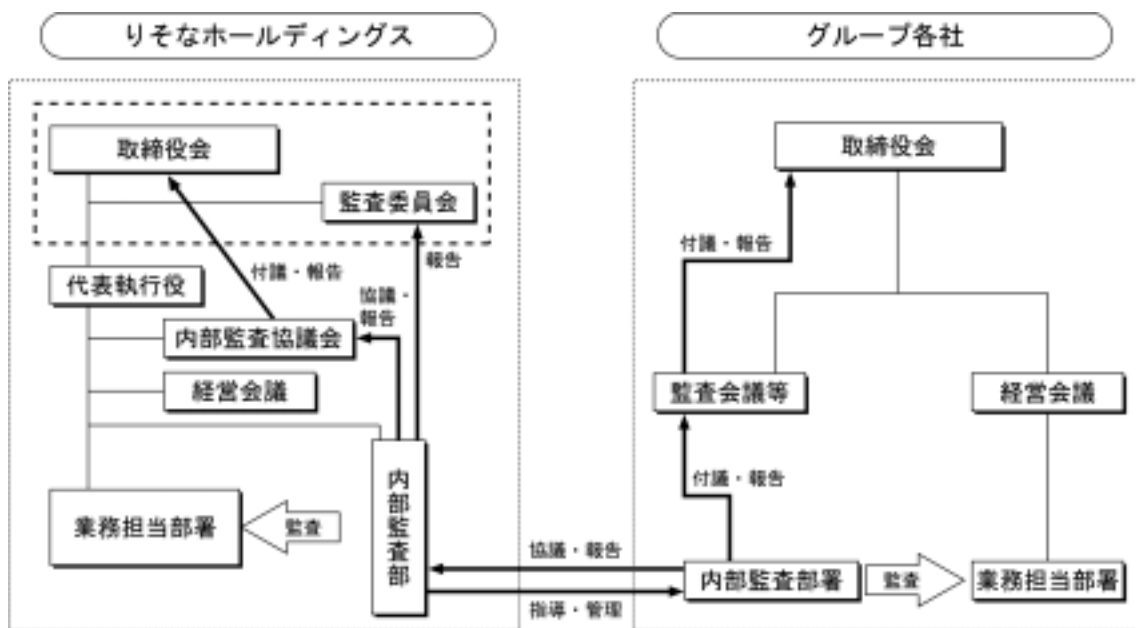 りそなホールディングス
グループ各社
取締役会
監査委員会
報告
付議・報告
代表執行役
協議・
報告
内部監査協議会
経営会議
内部監査部
業務担当部署
監査
取締役会
付議・報告
監査会議等
経営会議
付議・報告
協議・報告
指導・管理
内部監査部署
監査
業務担当部署